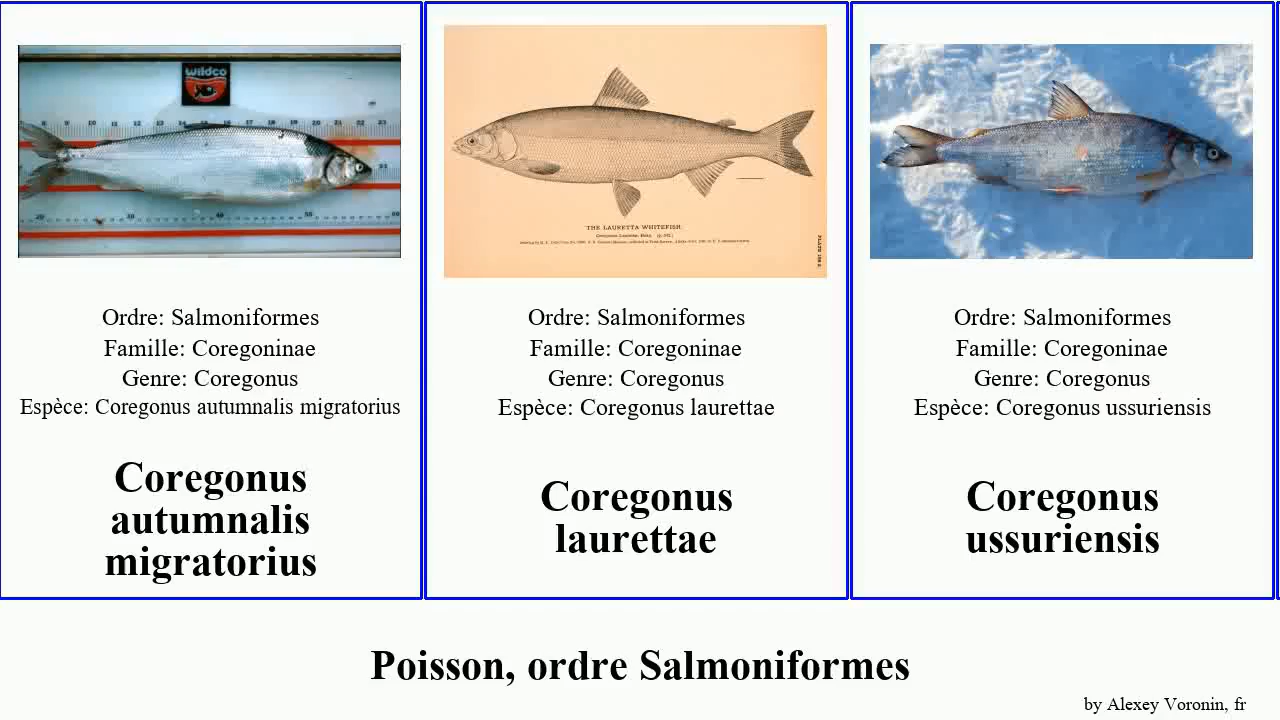 wildco
THE LAURETTA WHITEFISH.
Ordre: Salmoniformes
Famille: Coregoninae
Genre: Coregonus
Espèce: Coregonus autumnalis migratorius
Coregonus
autumnalis
migratorius
Ordre: Salmoniformes
Famille: Coregoninae
Genre: Coregonus
Espèce: Coregonus laurettae
Coregonus
laurettae
Ordre: Salmoniformes
Famille: Coregoninae
Genre: Coregonus
Espèce: Coregonus ussuriensis
Coregonus
ussuriensis
Poisson, ordre Salmoniformes
by Alexey Voronin, fr